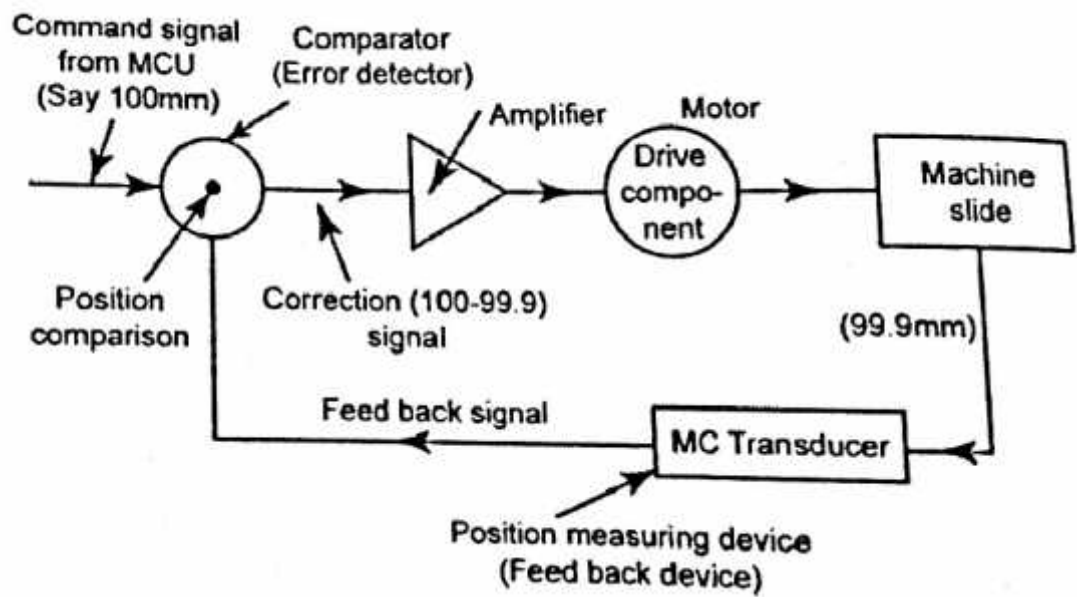 Command signal
from MCU
(Say 100mm)
Comparator
(Error detector)
Amplifier
Motor
Drive
compo-
nent
Machine
slide
Position
comparison
Correction (100-99.9)
signal
(99.9mm)
Feed back signal
MC Transducer
Position measuring device
(Feed back device)